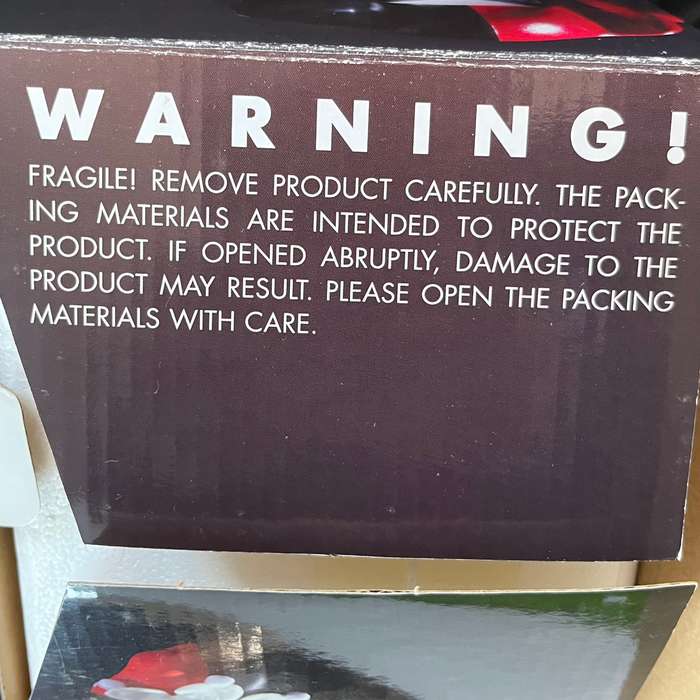 WARNING!
FRAGILE! REMOVE PRODUCT CAREFULLY. THE PACK-
ING MATERIALS ARE INTENDED TO PROTECT THE
PRODUCT. IF OPENED ABRUPTLY, DAMAGE TO THE
PRODUCT MAY RESULT. PLEASE OPEN THE PACKING
MATERIALS WITH CARE.